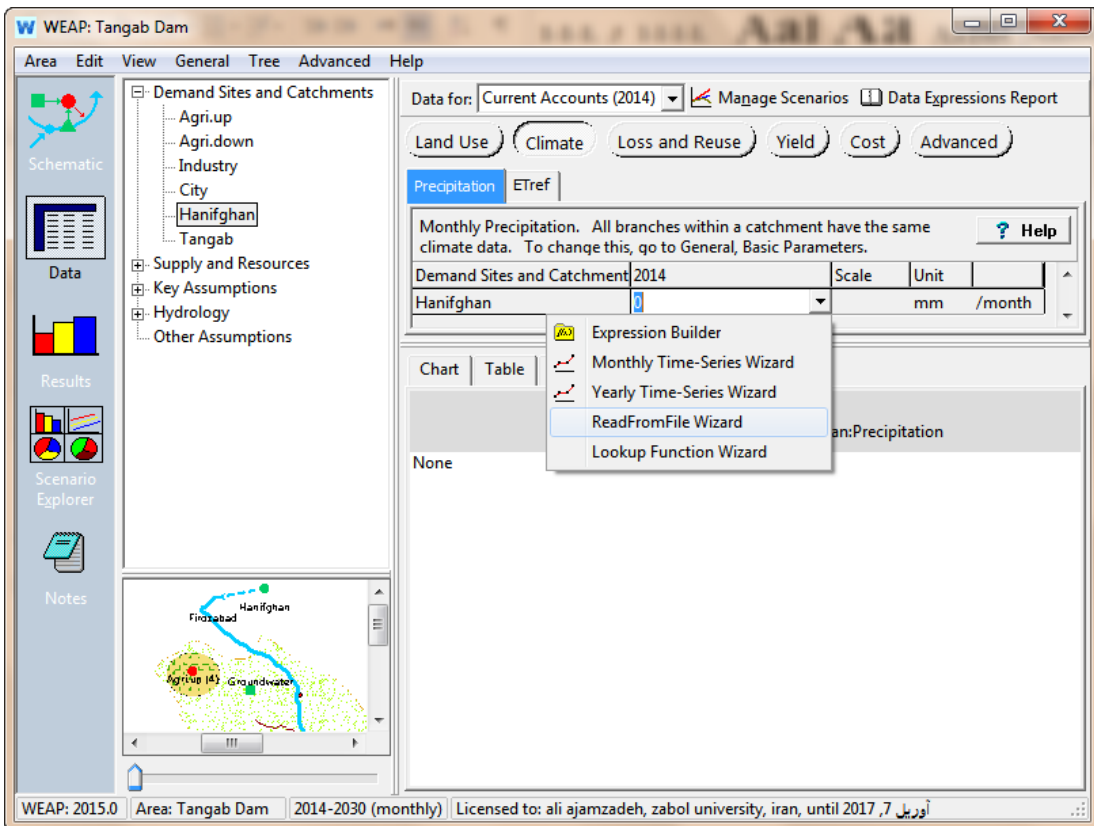 WEAP: Tangab Dam
Area Edit View General Tree Advanced Help
Schematic
Data
Results
Scenario
Explorer
Notes
Demand Sites and Catchments
Agri.up
Agri.down
Industry
City
Hanifghan
Tangab
Supply and Resources
Key Assumptions
Hydrology
Other Assumptions
Hanifghan
Firozabad
Agri.up (4) Groundwater
Data for: Current Accounts (2014) Manage Scenarios Data Expressions Report
Land Use Climate Loss and Reuse Yield Cost Advanced
Precipitation ETref
Monthly Precipitation. All branches within a catchment have the same
climate data. To change this, go to General, Basic Parameters.
? Help
Demand Sites and Catchment 2014 Scale Unit
Hanifghan 0 mm /month
Expression Builder
Monthly Time-Series Wizard
Yearly Time-Series Wizard
ReadFromFile Wizard
Lookup Function Wizard
Chart Table
an:Precipitation
None
WEAP: 2015.0 Area: Tangab Dam 2014-2030 (monthly) Licensed to: ali ajamzadeh, zabol university, iran, until 2017 ,7 آوریل